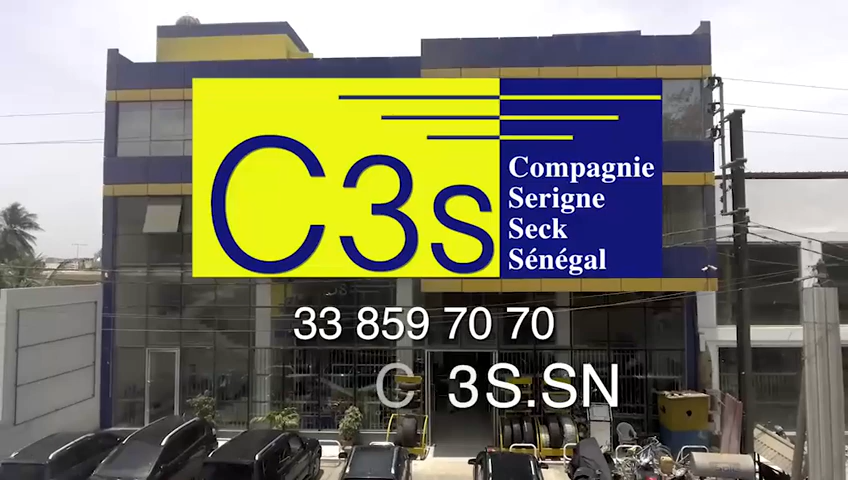 C3s
Compagnie
Serigne
Seck
Sénégal
33 859 70 70
C 3S.SN